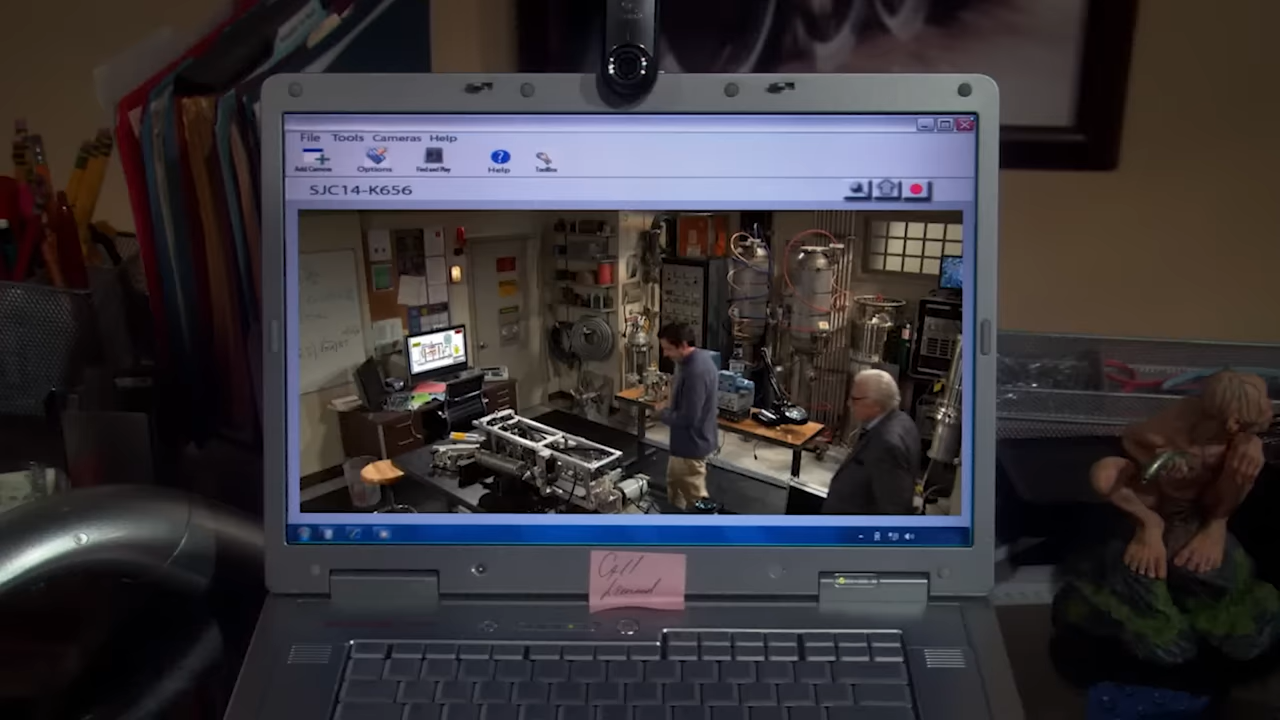 File Tools Cameras Help
Add Camera Options Find and Play Help Toolbox
SJC14-K656
Call
Leonard